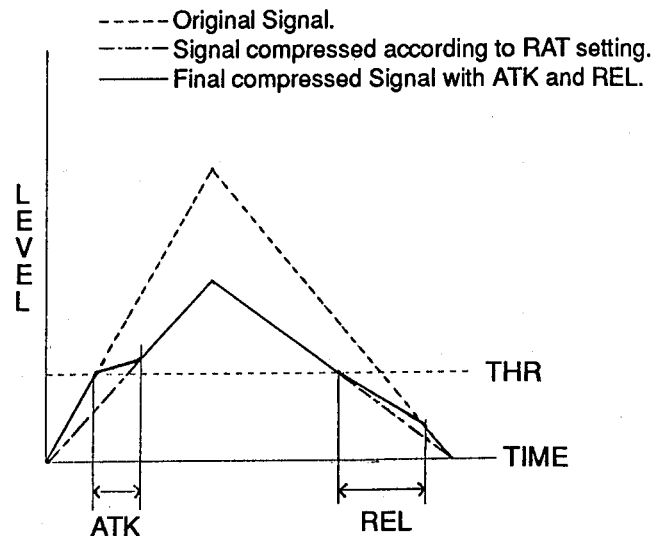 Original Signal.
Signal compressed according to RAT setting.
Final compressed Signal with ATK and REL.
LEVEL
THR
TIME
ATK
REL